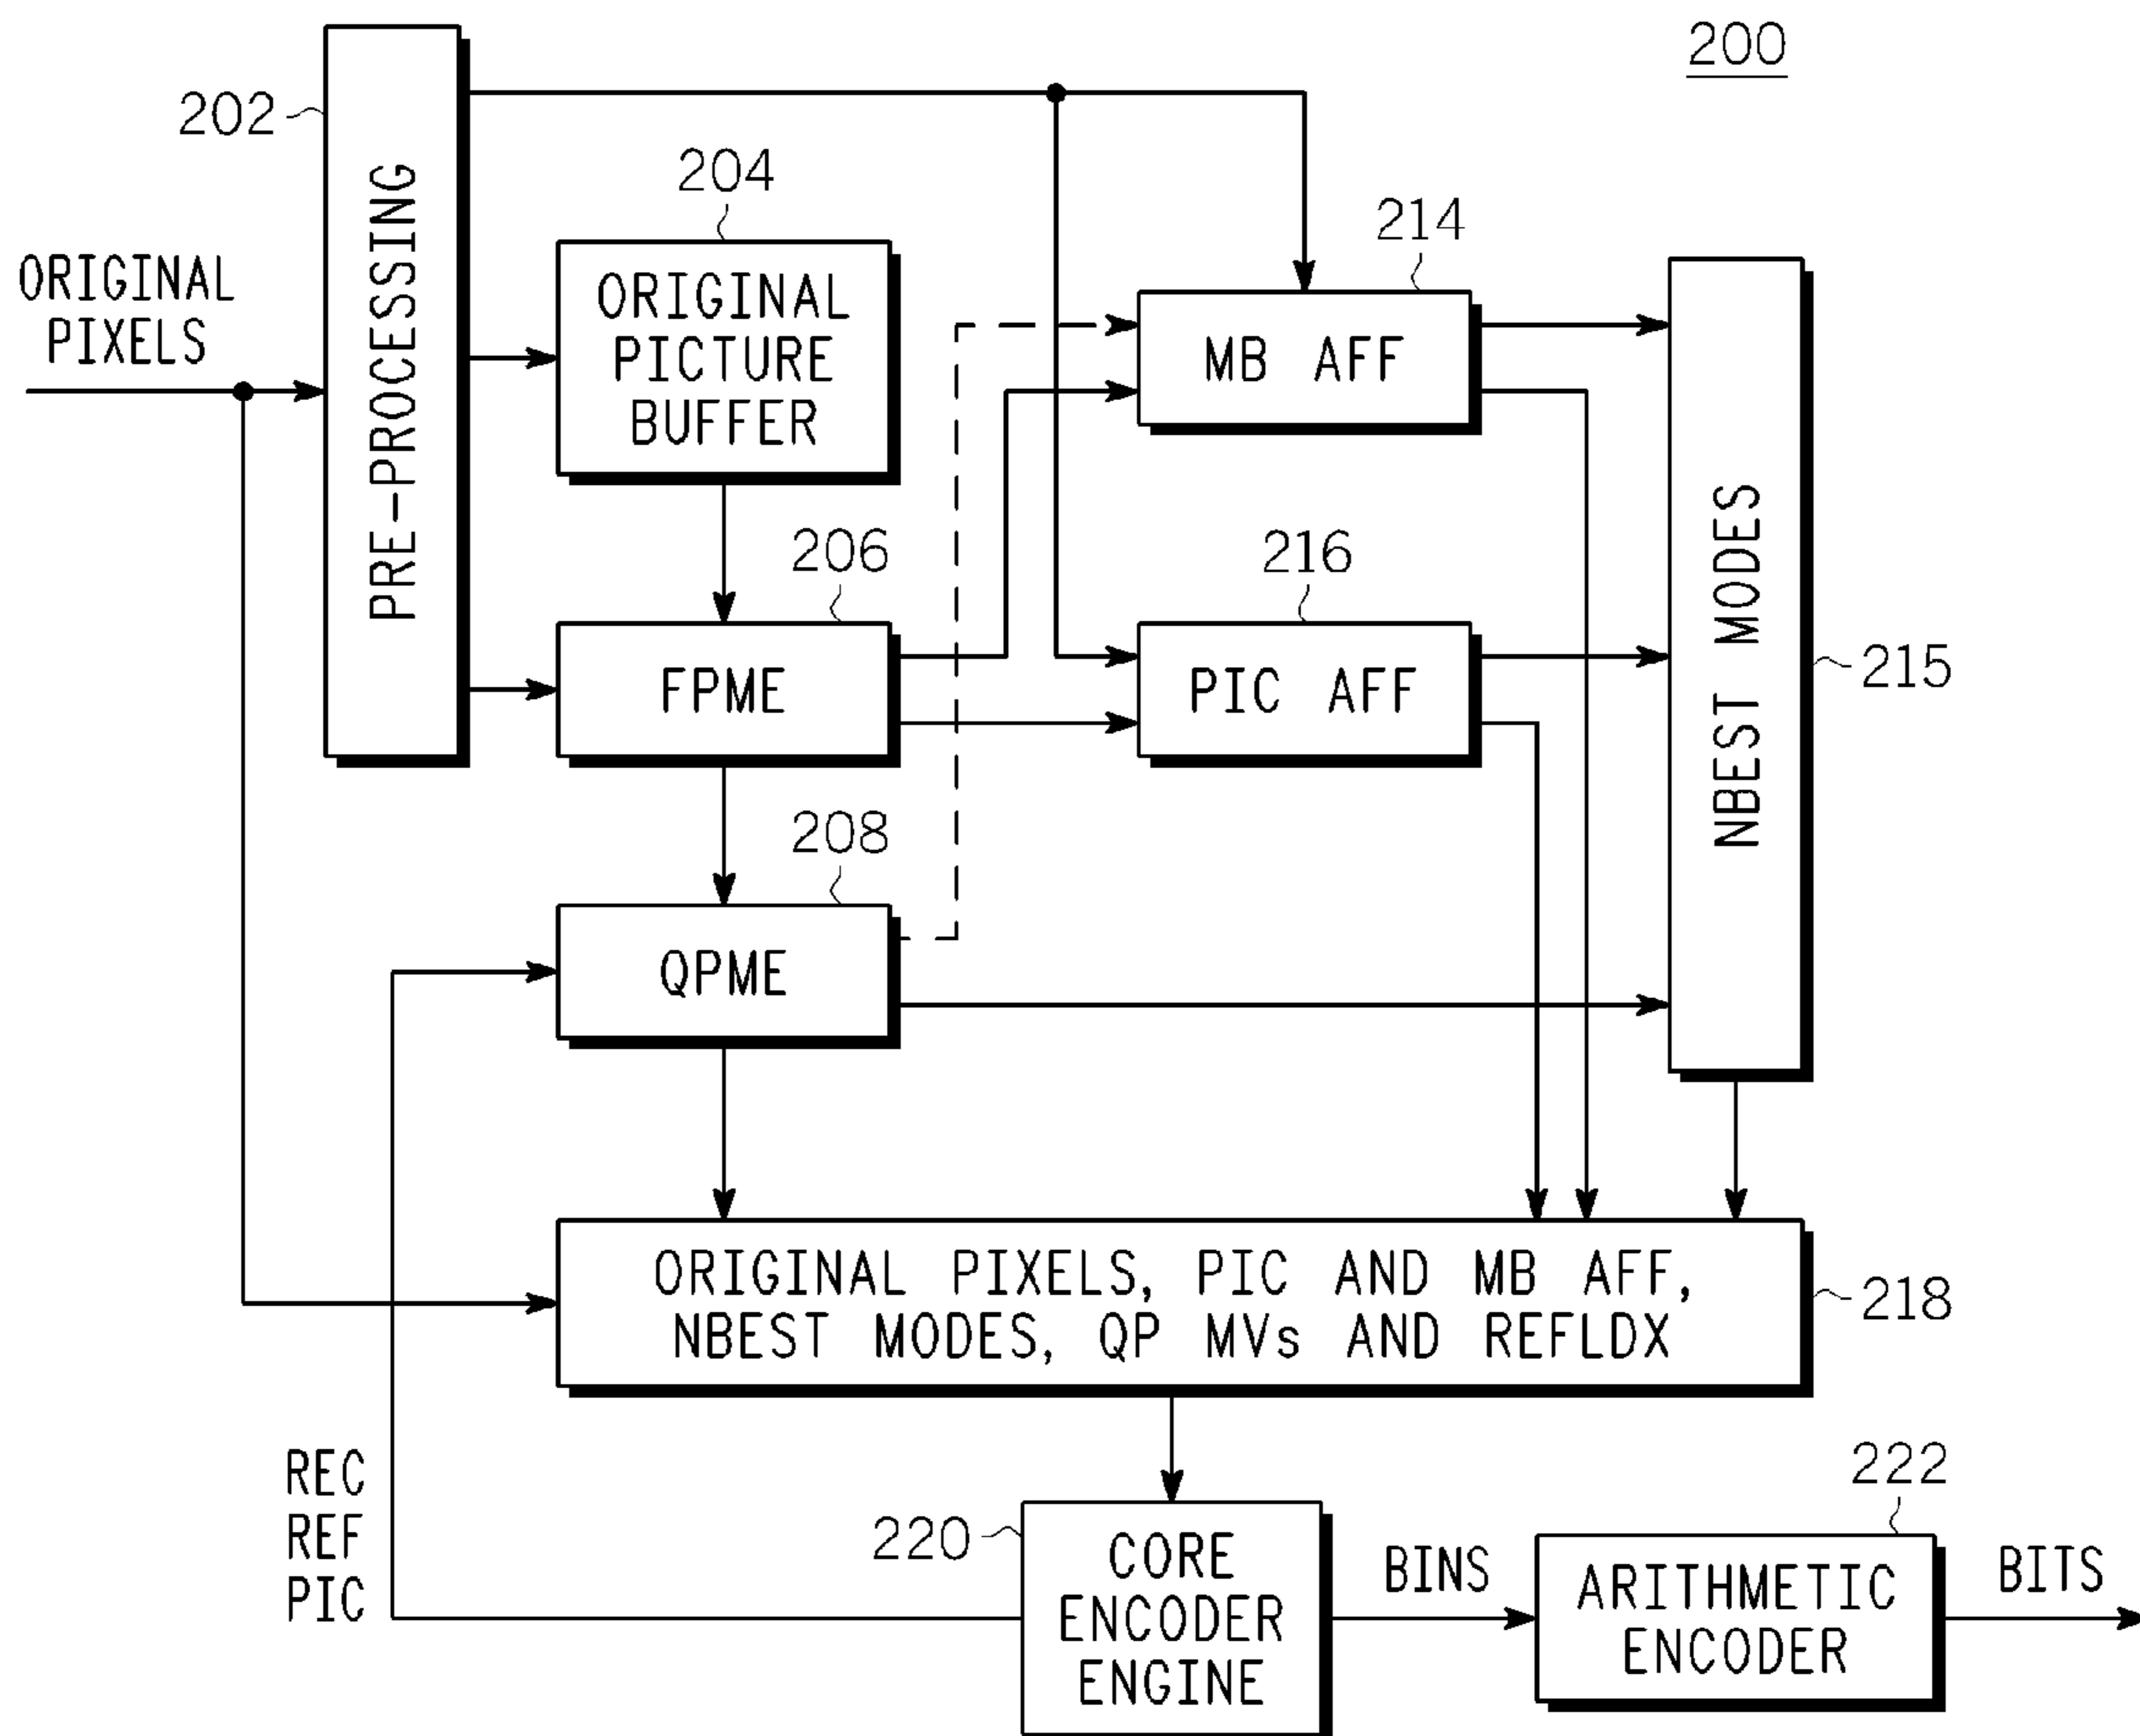 200
202
PRE-PROCESSING
204
ORIGINAL
PICTURE
BUFFER
214
MB AFF
ORIGINAL
PIXELS
206
FPME
216
PIC AFF
NBEST MODES
215
208
QPME
ORIGINAL PIXELS, PIC AND MB AFF,
NBEST MODES, QP MVs AND REFLDX
218
REC
REF
PIC
220
CORE
ENCODER
ENGINE
BINS
222
ARITHMETIC
ENCODER
BITS